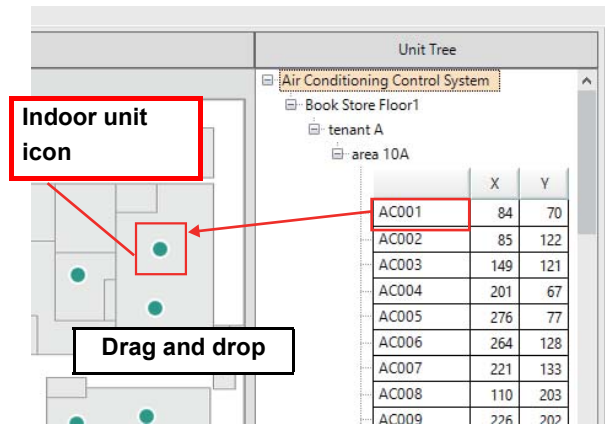 Unit Tree
Air Conditioning Control System
Book Store Floor1
tenant A
area 10A
Indoor unit
icon
X Y
AC001 84 70
AC002 85 122
AC003 149 121
AC004 201 67
AC005 276 77
AC006 264 128
AC007 221 133
AC008 110 203
AC009 226 202
Drag and drop